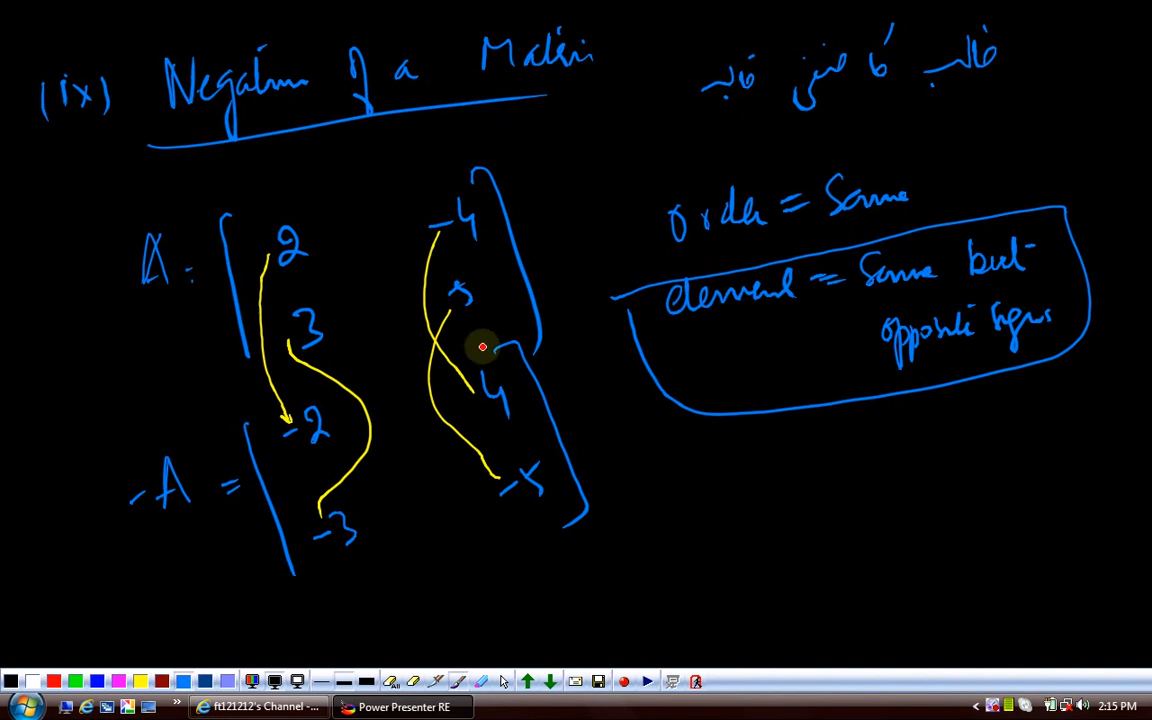 (ix) Negative of a Matrix قالب کا منفی قالب
A = [ 2 -4
3 5 ]
order = Same
element = Same but
opposite signs
-A = [ -2 4
-3 -5 ]
ft121212's Channel -...
Power Presenter RE
2:15 PM